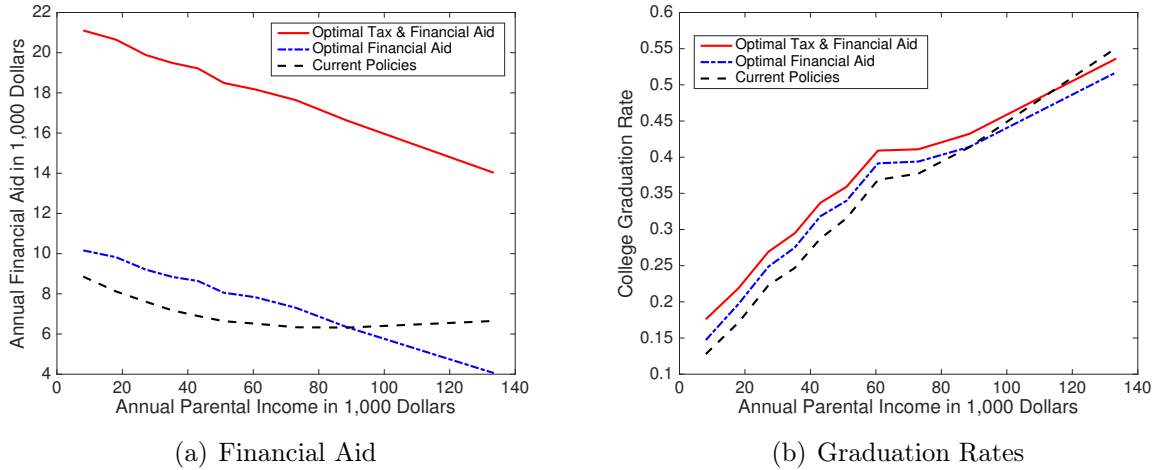 Annual Financial Aid in 1,000 Dollars
22
20
18
16
14
12
10
8
6
4
0 20 40 60 80 100 120 140
Annual Parental Income in 1,000 Dollars
Optimal Tax & Financial Aid
Optimal Financial Aid
Current Policies
(a) Financial Aid
College Graduation Rate
0.6
0.55
0.5
0.45
0.4
0.35
0.3
0.25
0.2
0.15
0.1
0 20 40 60 80 100 120 140
Annual Parental Income in 1,000 Dollars
Optimal Tax & Financial Aid
Optimal Financial Aid
Current Policies
(b) Graduation Rates